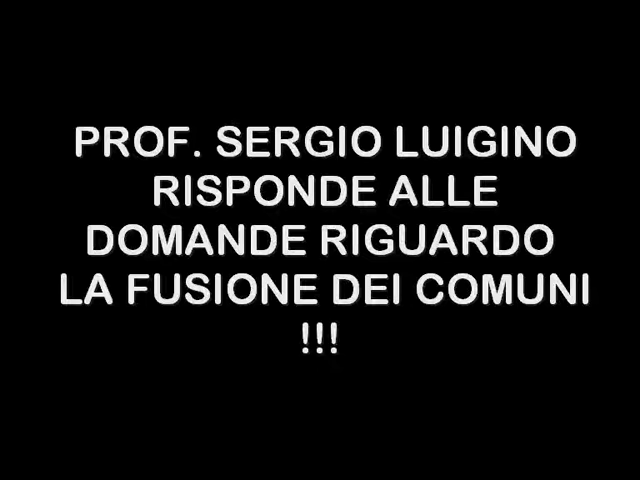 PROF. SERGIO LUIGINO
RISPONDE ALLE
DOMANDE RIGUARDO
LA FUSIONE DEI COMUNI
!!!